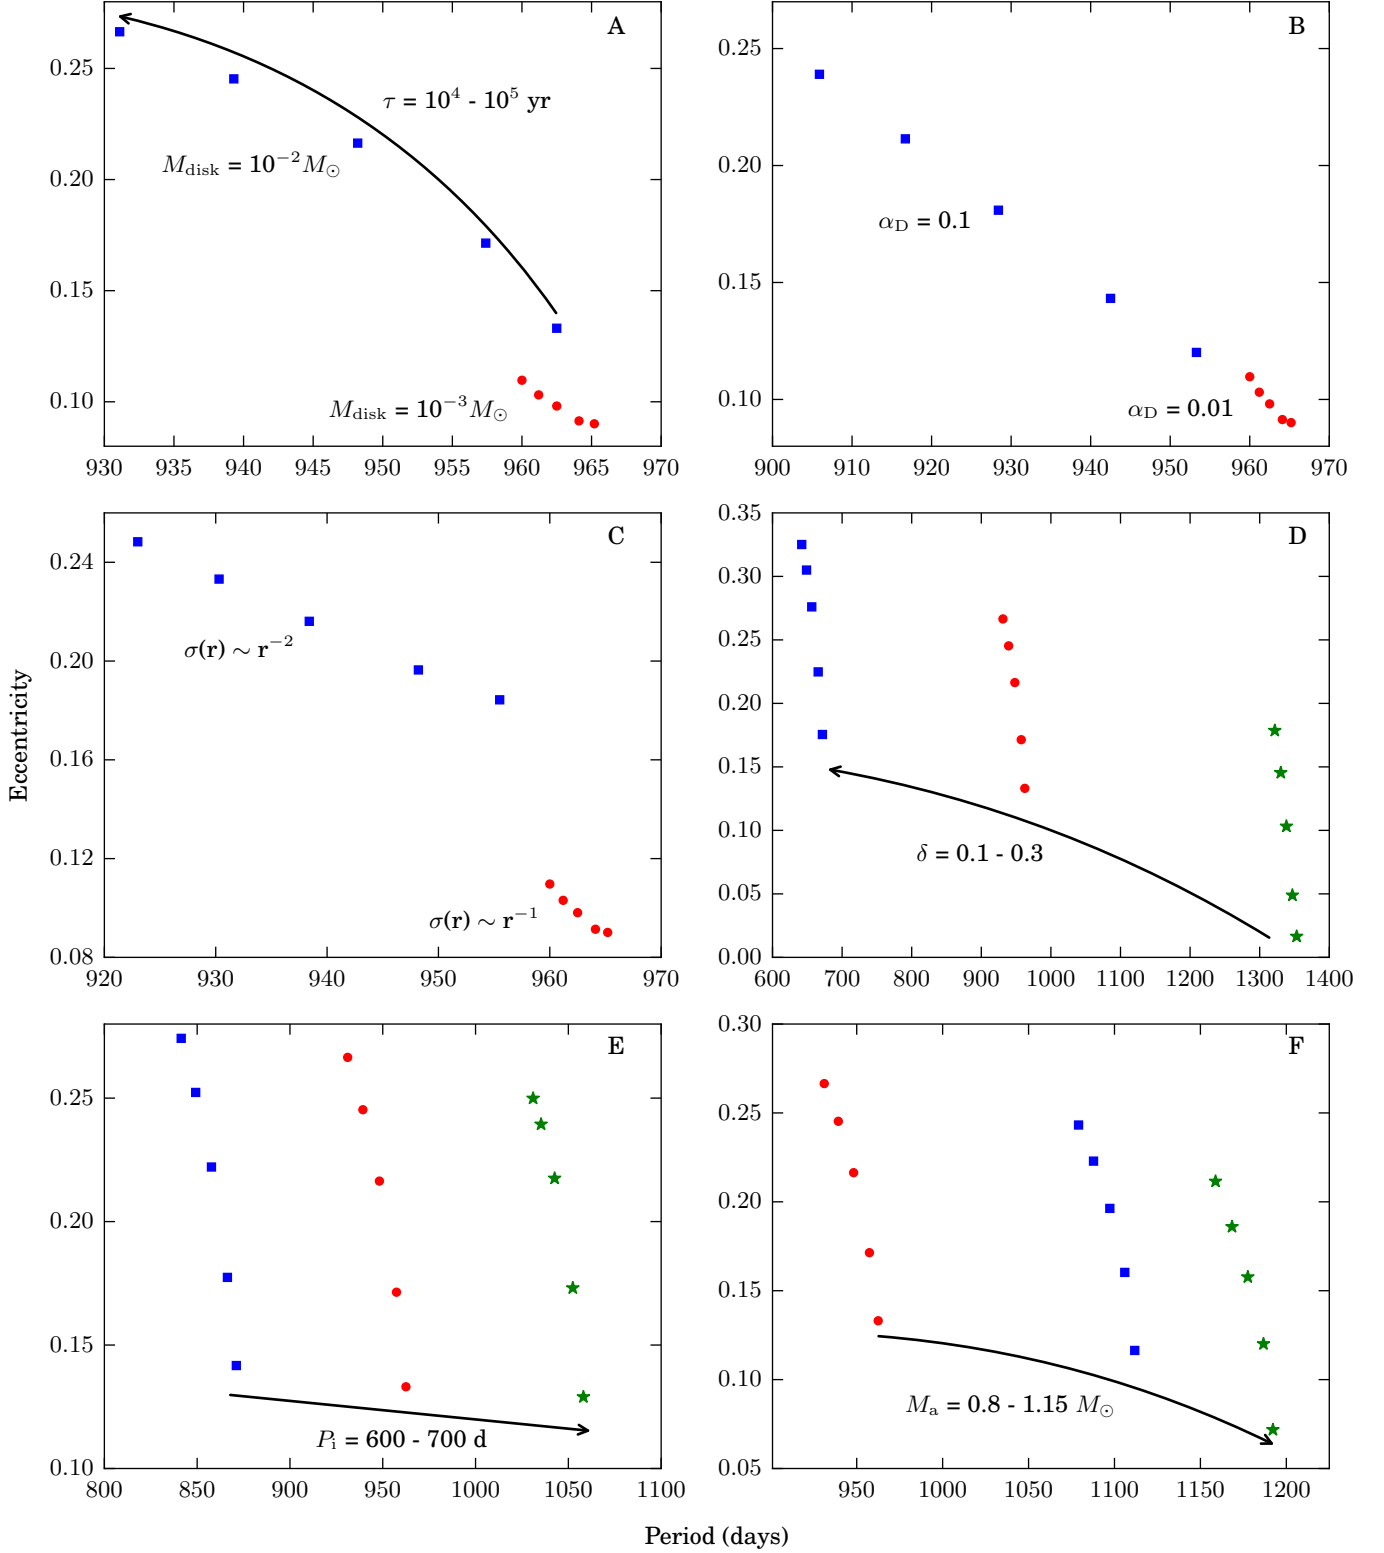 A
0.25
0.20
0.15
0.10
τ = 10⁴ - 10⁵ yr
M_disk = 10⁻² M_⊙
M_disk = 10⁻³ M_⊙
930 935 940 945 950 955 960 965 970
B
0.25
0.20
0.15
0.10
α_D = 0.1
α_D = 0.01
900 910 920 930 940 950 960 970
C
0.24
0.20
0.16
0.12
0.08
σ(r) ∼ r⁻²
σ(r) ∼ r⁻¹
920 930 940 950 960 970
D
0.35
0.30
0.25
0.20
0.15
0.10
0.05
0.00
δ = 0.1 - 0.3
600 700 800 900 1000 1100 1200 1300 1400
E
0.25
0.20
0.15
0.10
P_i = 600 - 700 d
800 850 900 950 1000 1050 1100
F
0.30
0.25
0.20
0.15
0.10
0.05
M_a = 0.8 - 1.15 M_⊙
950 1000 1050 1100 1150 1200
Eccentricity
Period (days)